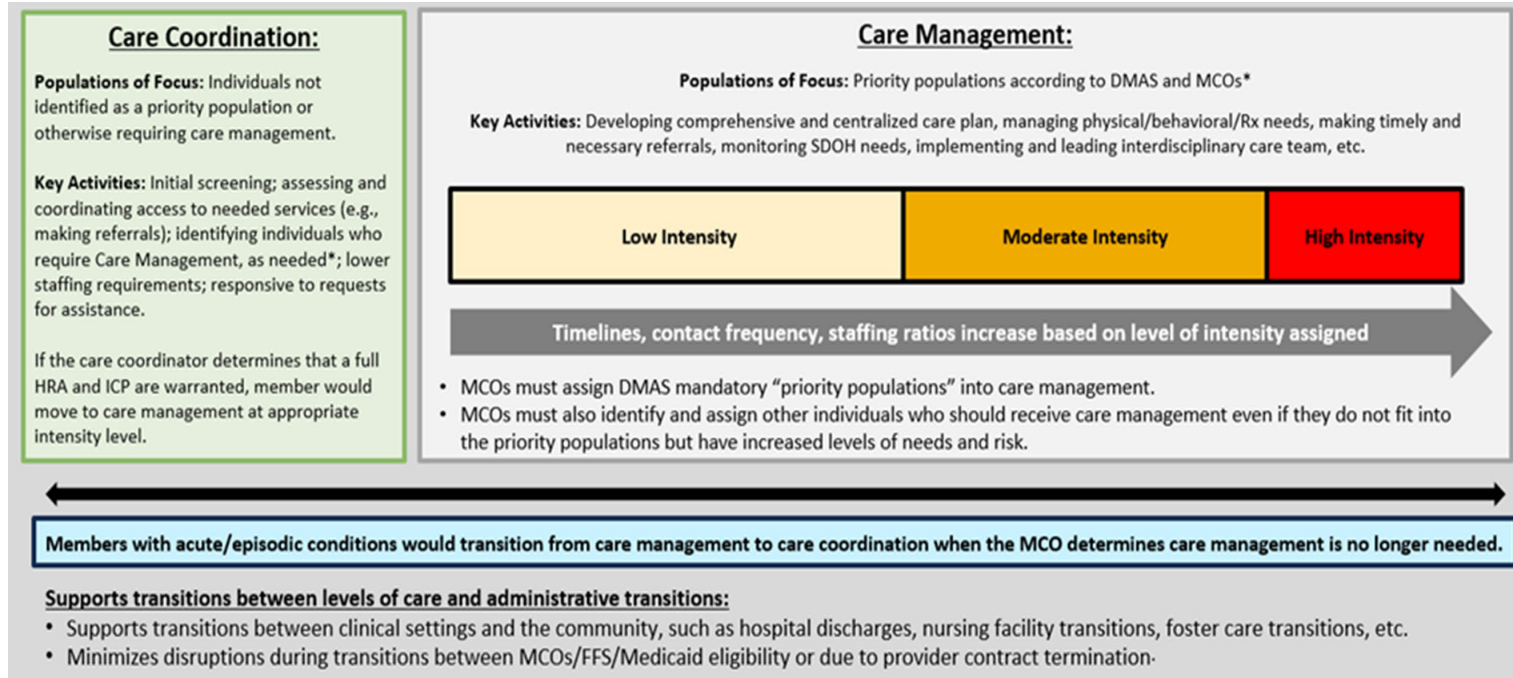 Care Coordination:
Populations of Focus: Individuals not
identified as a priority population or
otherwise requiring care management.
Key Activities: Initial screening; assessing and
coordinating access to needed services (e.g.,
making referrals); identifying individuals who
require Care Management, as needed*; lower
staffing requirements; responsive to requests
for assistance.
If the care coordinator determines that a full
HRA and ICP are warranted, member would
move to care management at appropriate
intensity level.
Care Management:
Populations of Focus: Priority populations according to DMAS and MCOs*
Key Activities: Developing comprehensive and centralized care plan, managing physical/behavioral/Rx needs, making timely and
necessary referrals, monitoring SDOH needs, implementing and leading interdisciplinary care team, etc.
Low Intensity
Moderate Intensity
High Intensity
Timelines, contact frequency, staffing ratios increase based on level of intensity assigned
• MCOs must assign DMAS mandatory “priority populations” into care management.
• MCOs must also identify and assign other individuals who should receive care management even if they do not fit into
the priority populations but have increased levels of needs and risk.
Members with acute/episodic conditions would transition from care management to care coordination when the MCO determines care management is no longer needed.
Supports transitions between levels of care and administrative transitions:
• Supports transitions between clinical settings and the community, such as hospital discharges, nursing facility transitions, foster care transitions, etc.
• Minimizes disruptions during transitions between MCOs/FFS/Medicaid eligibility or due to provider contract termination.